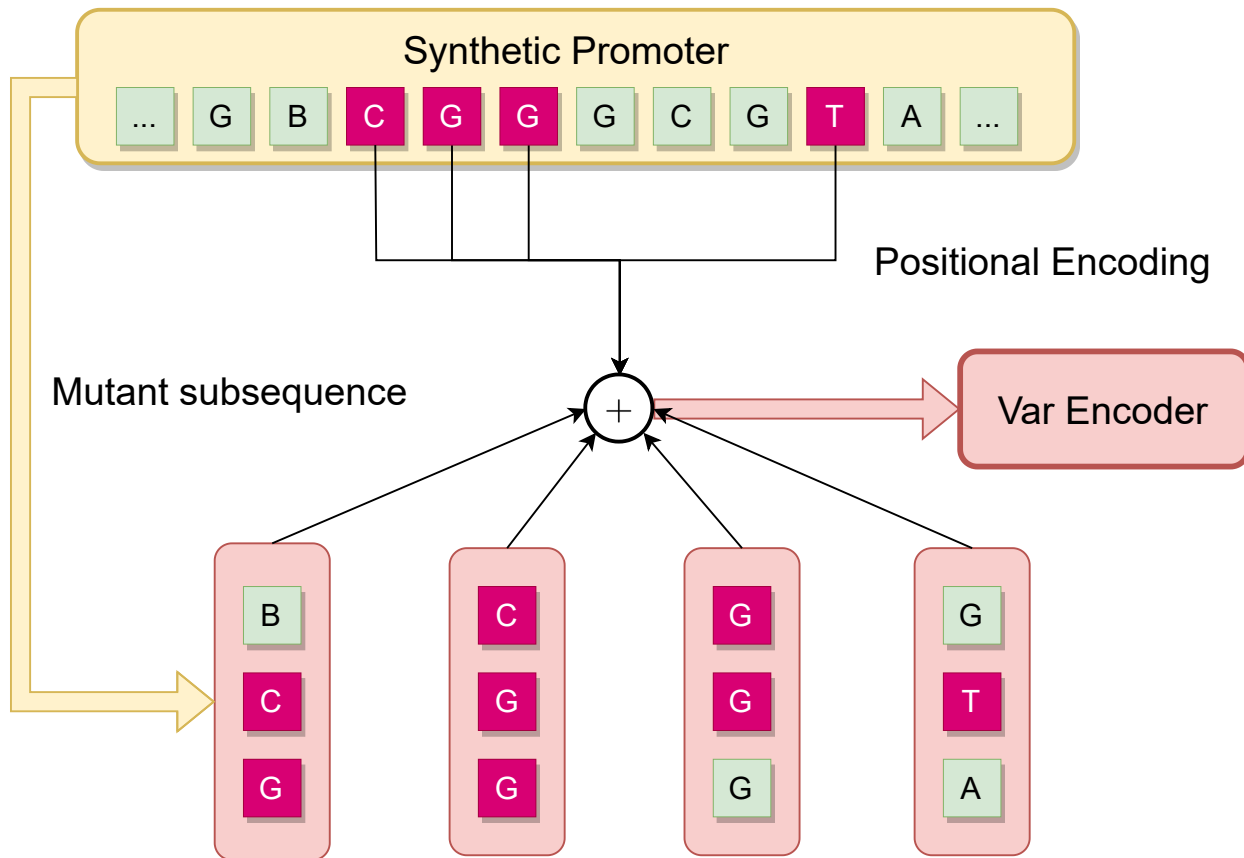 Synthetic Promoter
... G B C G G G C G T A ...
Positional Encoding
Mutant subsequence
+
Var Encoder
B C G G
C G G T
G G G A